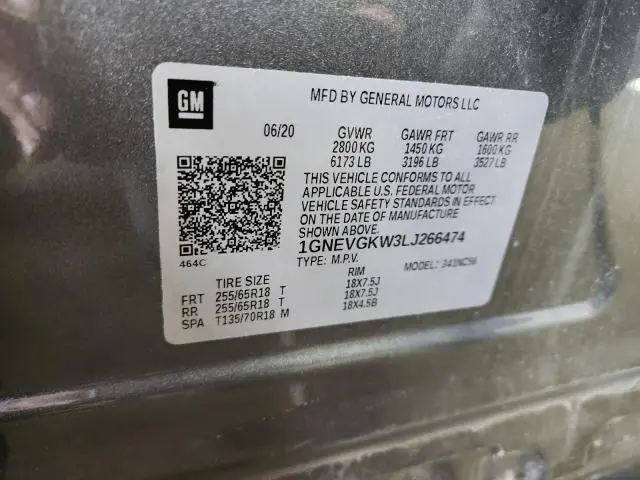 GM
MFD BY GENERAL MOTORS LLC
06/20 GVWR GAWR FRT GAWR RR
2800 KG 1450 KG 1600 KG
6173 LB 3196 LB 3527 LB
THIS VEHICLE CONFORMS TO ALL
APPLICABLE U.S. FEDERAL MOTOR
VEHICLE SAFETY STANDARDS IN EFFECT
ON THE DATE OF MANUFACTURE
SHOWN ABOVE.
464C 1GNEVGKW3LJ266474
TYPE: M.P.V. MODEL:
TIRE SIZE RIM
FRT 255/65R18 T 18X7.5J
RR 255/65R18 T 18X7.5J
SPA T135/70R18 M 18X4.5B